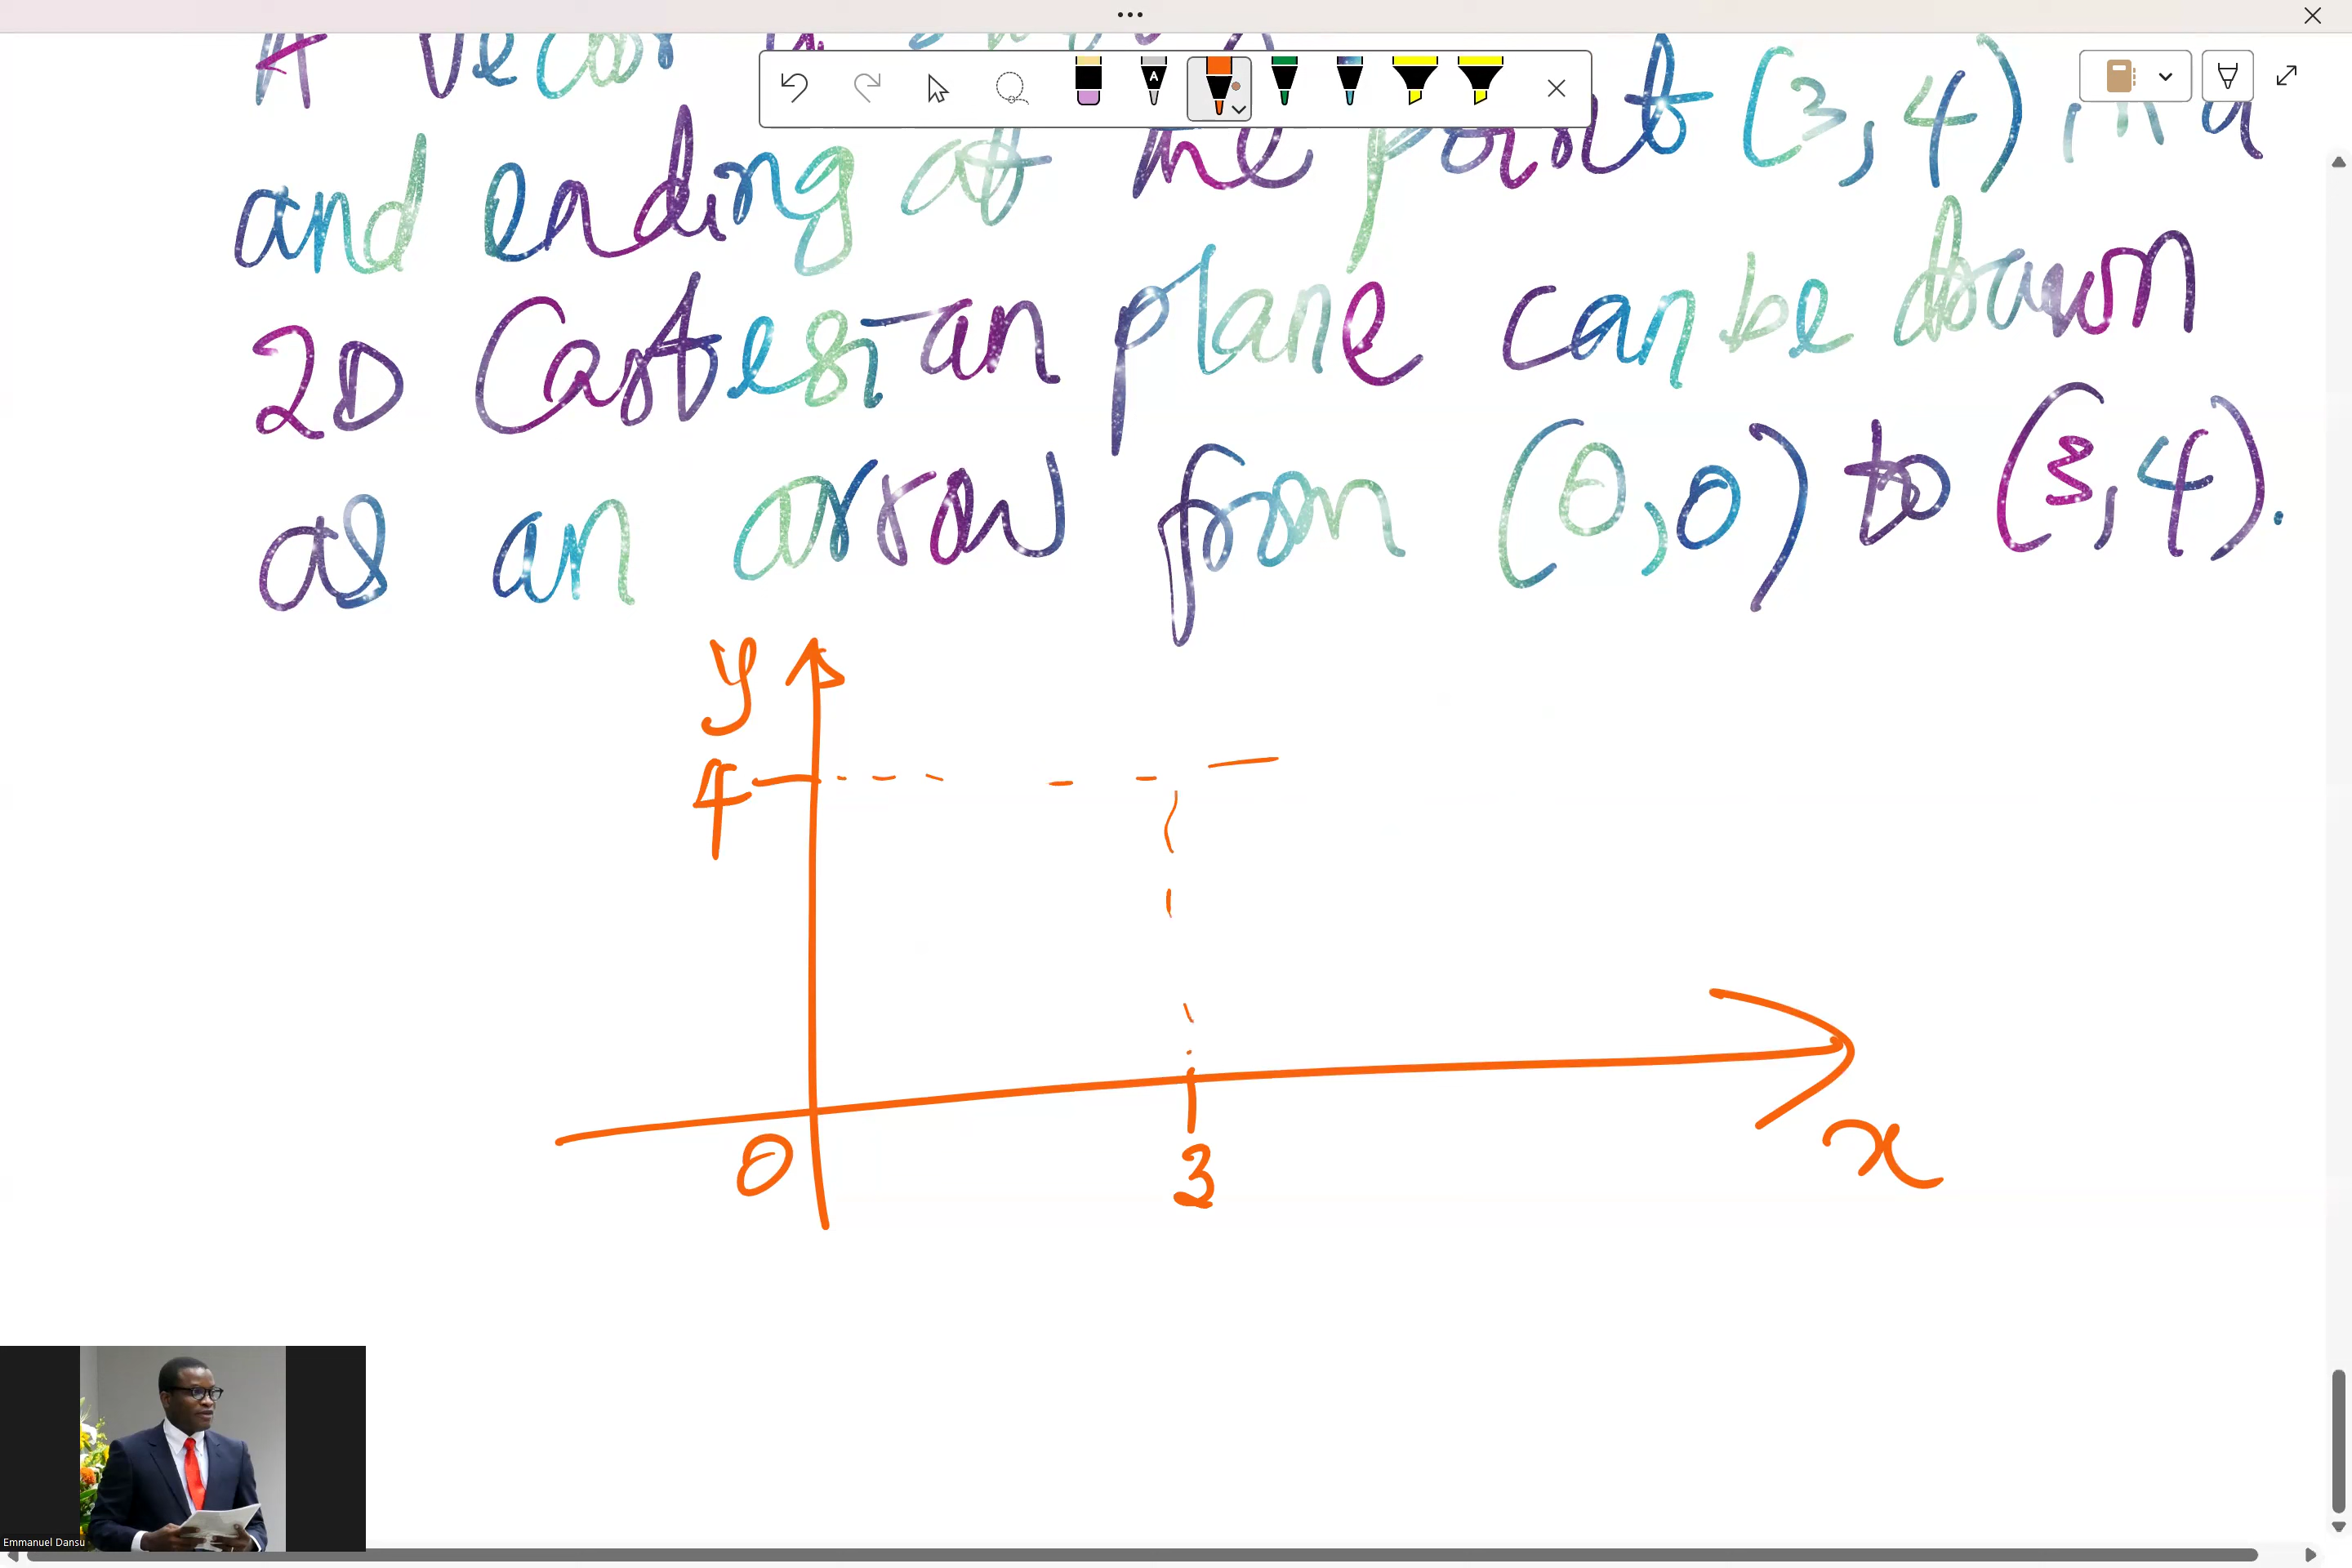 A vector
and ending at the point (3,4) in a
2D Cartesian plane can be drawn
as an arrow from (0,0) to (3,4).
y
4
0
3
x
Emmanuel Dansu